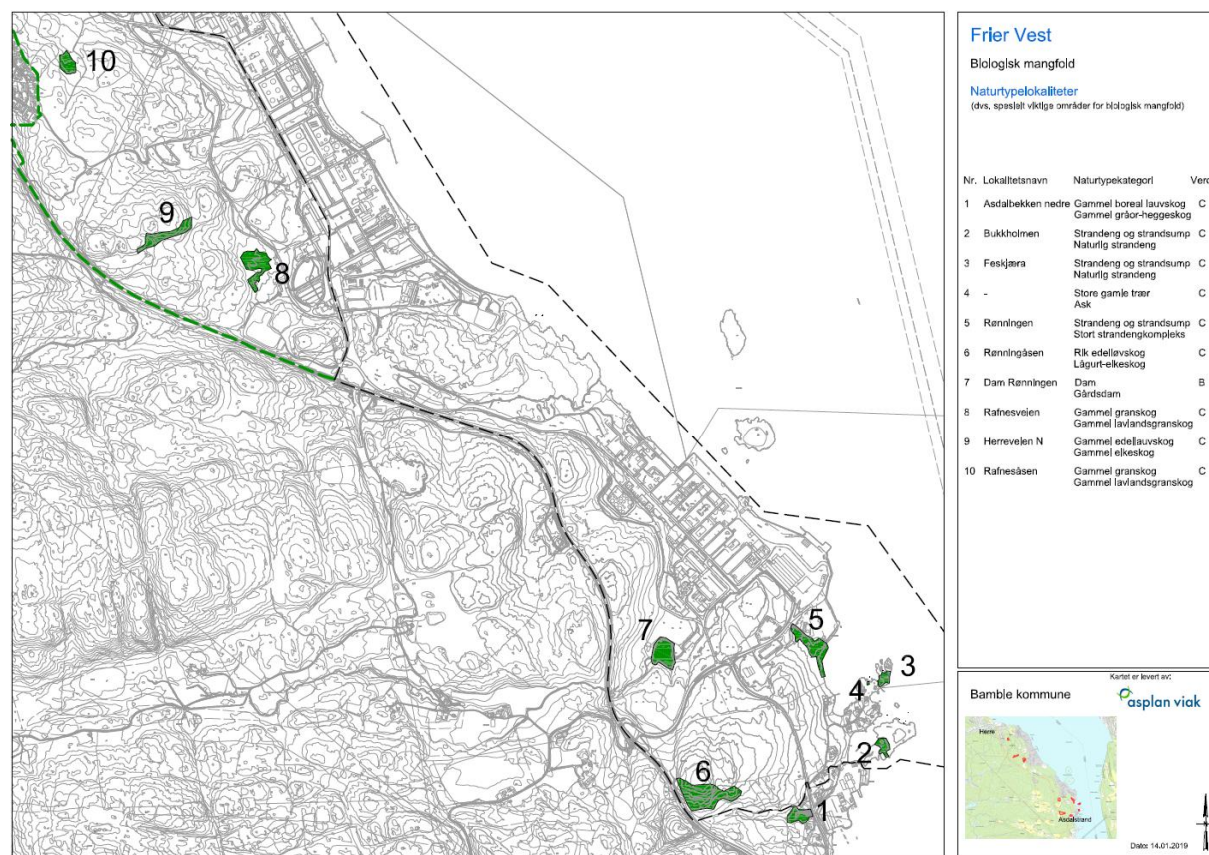 10
9
8
7
5
3
4
2
6
1
Frier Vest
Biologisk mangfold
Naturtypelokaliteter
(dvs. spesielt viktige områder for biologisk mangfold)
Nr. Lokalitetsnavn Naturtypekategori Verd
1 Asdalbekken nedre Gammel boreal lauvskog C
Gammel gråor-heggeskog
2 Bukkholmen Strandeng og strandsump C
Naturlig strandeng
3 Feskjæra Strandeng og strandsump C
Naturlig strandeng
4 - Store gamle trær C
Ask
5 Rønningen Strandeng og strandsump C
Stort strandengkompleks
6 Rønningåsen Rik edelløvskog C
Lågurt-eikeskog
7 Dam Rønningen Dam B
Gårdsdam
8 Rafnesveien Gammel granskog C
Gammel lavlandsgranskog
9 Herreveien N Gammel edellauvskog C
Gammel eikeskog
10 Rafnesåsen Gammel granskog C
Gammel lavlandsgranskog
Bamble kommune
Kartet er levert av:
asplan viak
Herre
Asdalstrand
Dato: 14.01.2019